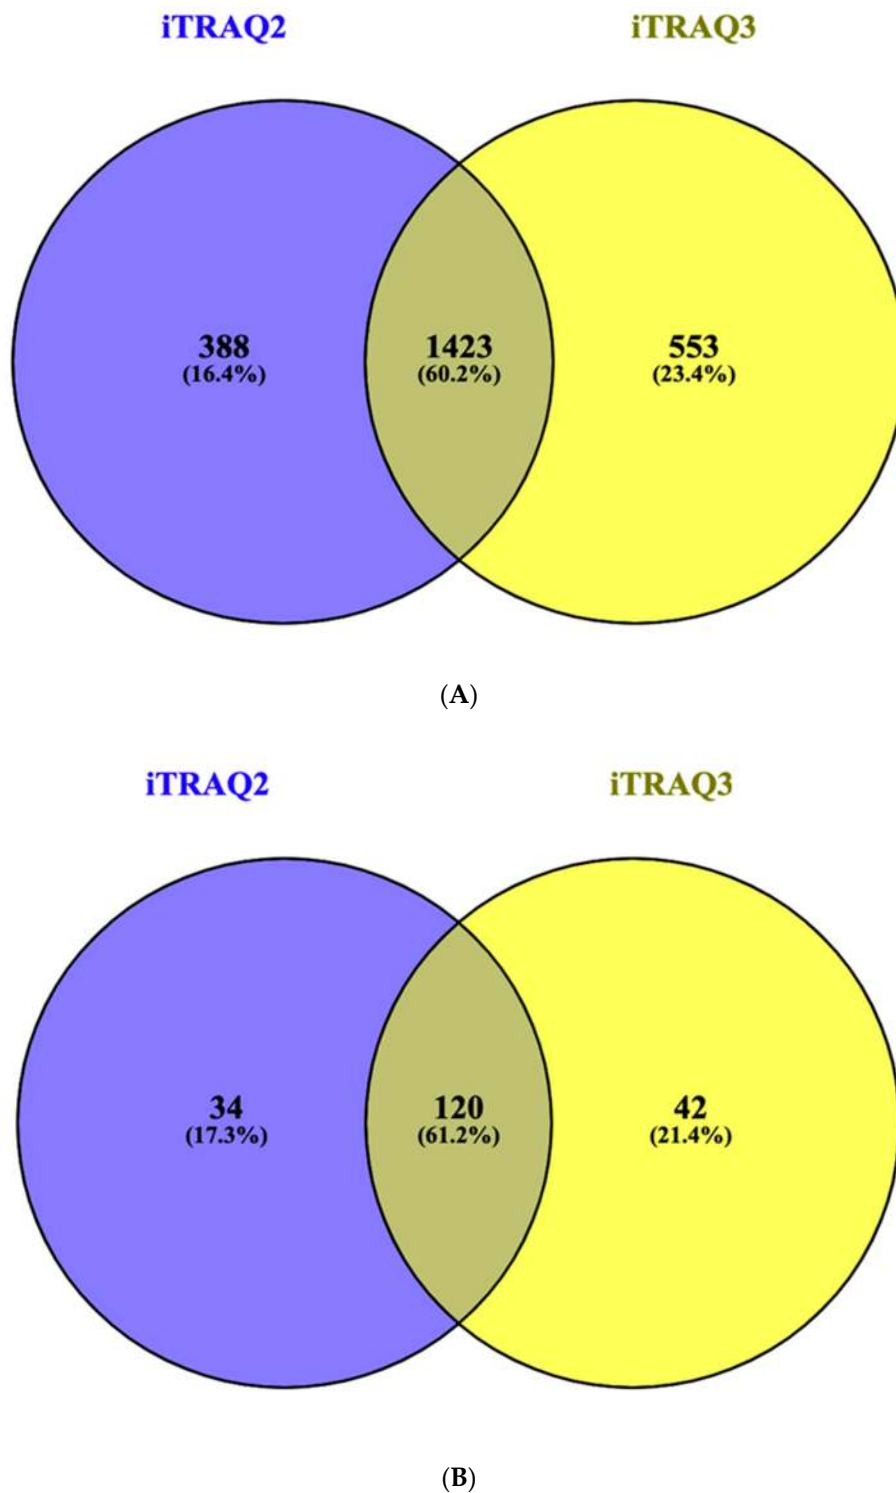 iTRAQ2 iTRAQ3
388 1423 553
(16.4%) (60.2%) (23.4%)
(A)
iTRAQ2 iTRAQ3
34 120 42
(17.3%) (61.2%) (21.4%)
(B)